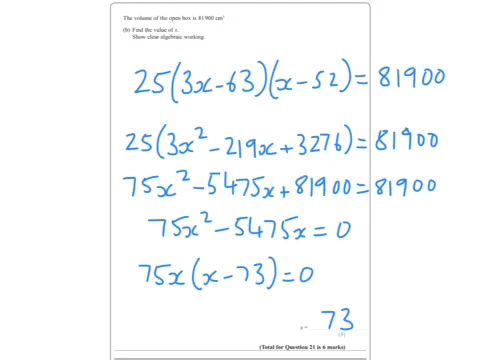 The volume of the open box is 81900 cm³
(b) Find the value of x.
Show clear algebraic working.
25(3x-63)(x-52)=81900
25(3x²-219x+3276)=81900
75x²-5475x+81900=81900
75x²-5475x=0
75x(x-73)=0
x = 73
(Total for Question 21 is 6 marks)